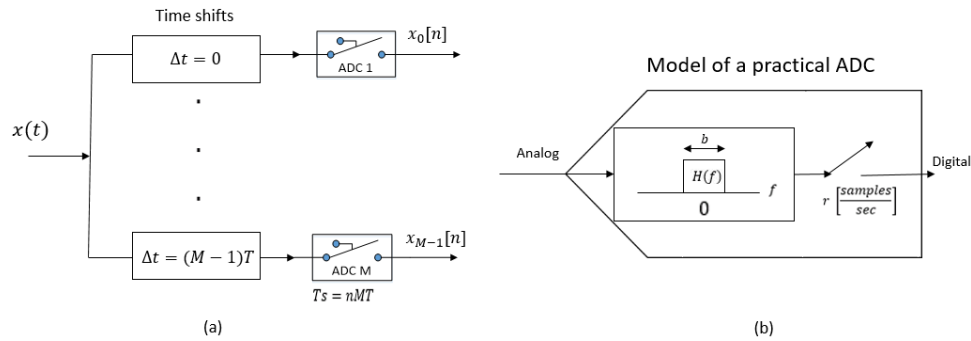 Time shifts
Δt = 0
ADC 1
x₀[n]
x(t)
Δt = (M − 1)T
ADC M
x_{M−1}[n]
Ts = nMT
(a)
Model of a practical ADC
Analog
b
H(f)
f
0
r [samples/sec]
Digital
(b)